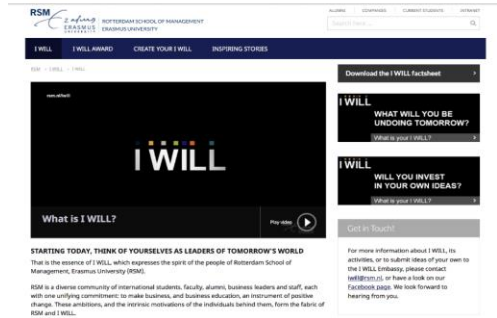 RSM
Erasmus
UNIVERSITY
ROTTERDAM SCHOOL OF MANAGEMENT
ERASMUS UNIVERSITY
ALUMNI
COMPANIES
CURRENT STUDENTS
INTRANET
Search here ...
I WILL
I WILL AWARD
CREATE YOUR I WILL
INSPIRING STORIES
RSM > I WILL > I WILL
rsm.nl/iwill
I WILL
What is I WILL?
Play video
Download the I WILL factsheet
I WILL
WHAT WILL YOU BE
UNDOING TOMORROW?
What is your I WILL?
I WILL
WILL YOU INVEST
IN YOUR OWN IDEAS?
What is your I WILL?
Get in Touch!
For more information about I WILL, its
activities, or to submit ideas of your own to
the I WILL Embassy, please contact
iwill@rsm.nl, or have a look on our
Facebook page. We look forward to
hearing from you.
STARTING TODAY, THINK OF YOURSELVES AS LEADERS OF TOMORROW'S WORLD
That is the essence of I WILL, which expresses the spirit of the people of Rotterdam School of
Management, Erasmus University (RSM).
RSM is a diverse community of international students, faculty, alumni, business leaders and staff, each
with one unifying commitment: to make business, and business education, an instrument of positive
change. These ambitions, and the intrinsic motivations of the individuals behind them, form the fabric of
RSM and I WILL.